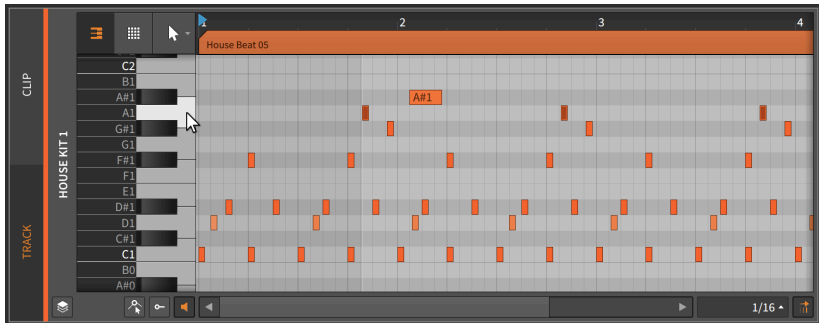 1 2 3 4
House Beat 05
CLIP
TRACK
HOUSE KIT 1
C2
B1
A#1
A#1
A1
G#1
G1
F#1
F1
E1
D#1
D1
C#1
C1
B0
A#0
1/16